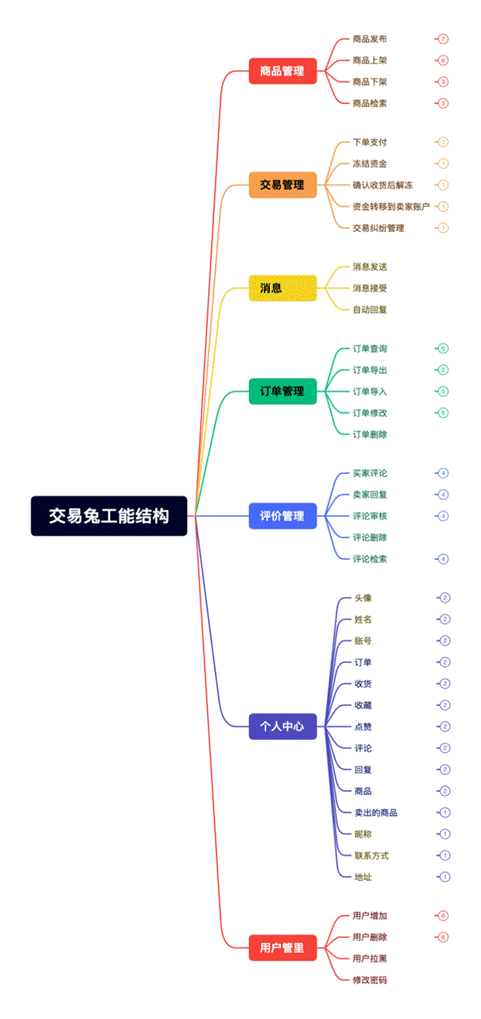 交易兔工能结构
商品管理
商品发布 7
商品上架 6
商品下架 3
商品检索 3
交易管理
下单支付 1
冻结资金 1
确认收货后解冻 1
资金转移到卖家账户 1
交易纠纷管理 1
消息
消息发送
消息接受
自动回复
订单管理
订单查询 6
订单导出 5
订单导入 5
订单修改 6
订单删除
评价管理
买家评论 4
卖家回复 4
评论审核 4
评论删除
评论检索 4
个人中心
头像 2
姓名 2
账号 2
订单 2
收货 2
收藏 2
点赞 2
评论 2
回复 2
商品 2
卖出的商品 1
昵称 1
联系方式 1
地址 1
用户管里
用户增加 6
用户删除 6
用户拉黑
修改密码